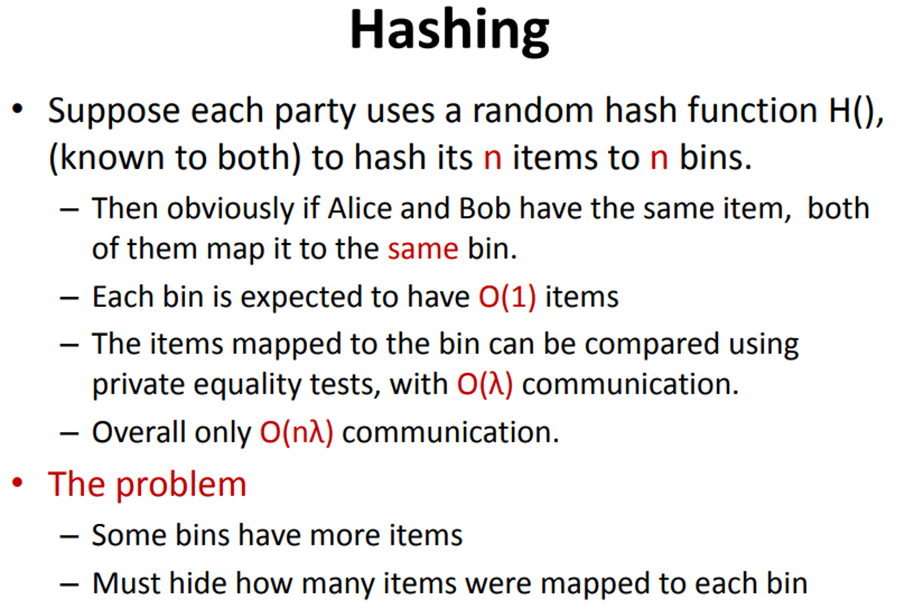 Hashing
• Suppose each party uses a random hash function H(),
(known to both) to hash its n items to n bins.
– Then obviously if Alice and Bob have the same item, both
of them map it to the same bin.
– Each bin is expected to have O(1) items
– The items mapped to the bin can be compared using
private equality tests, with O(λ) communication.
– Overall only O(nλ) communication.
• The problem
– Some bins have more items
– Must hide how many items were mapped to each bin